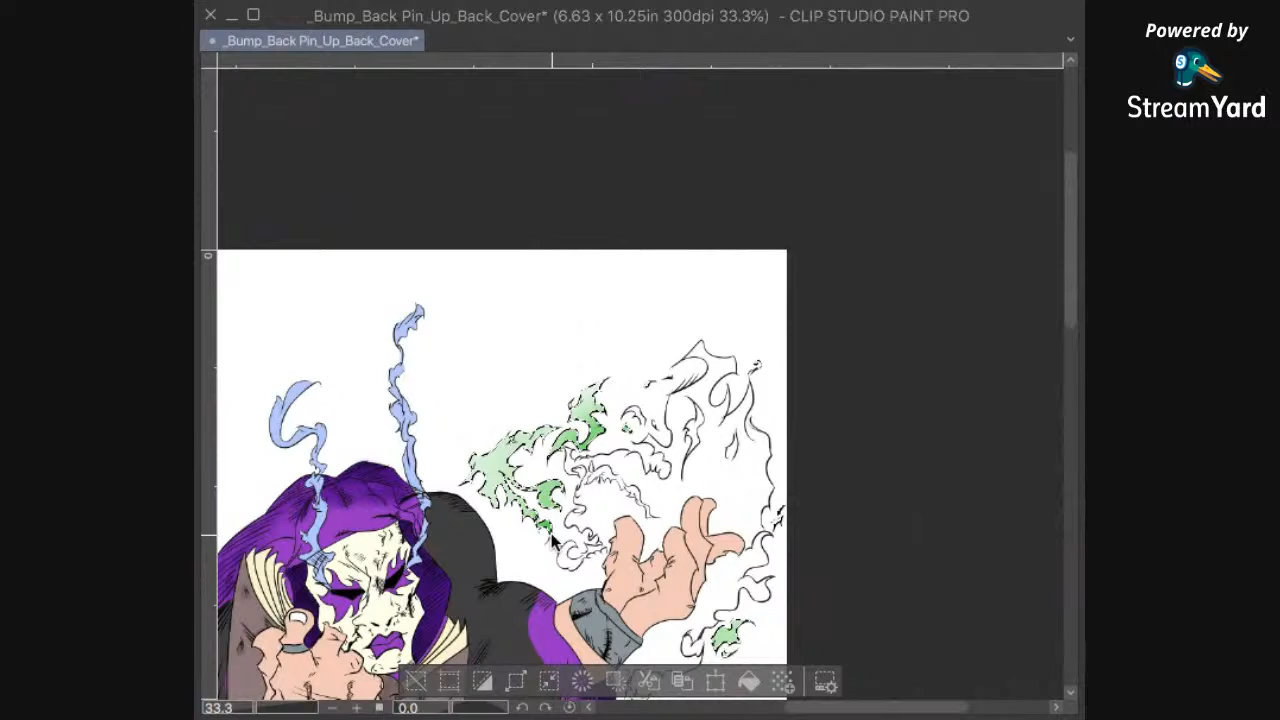 _Bump_Back Pin_Up_Back_Cover* (6.63 x 10.25in 300dpi 33.3%) - CLIP STUDIO PAINT PRO
_Bump_Back Pin_Up_Back_Cover*
Powered by
StreamYard
0
33.3
0.0